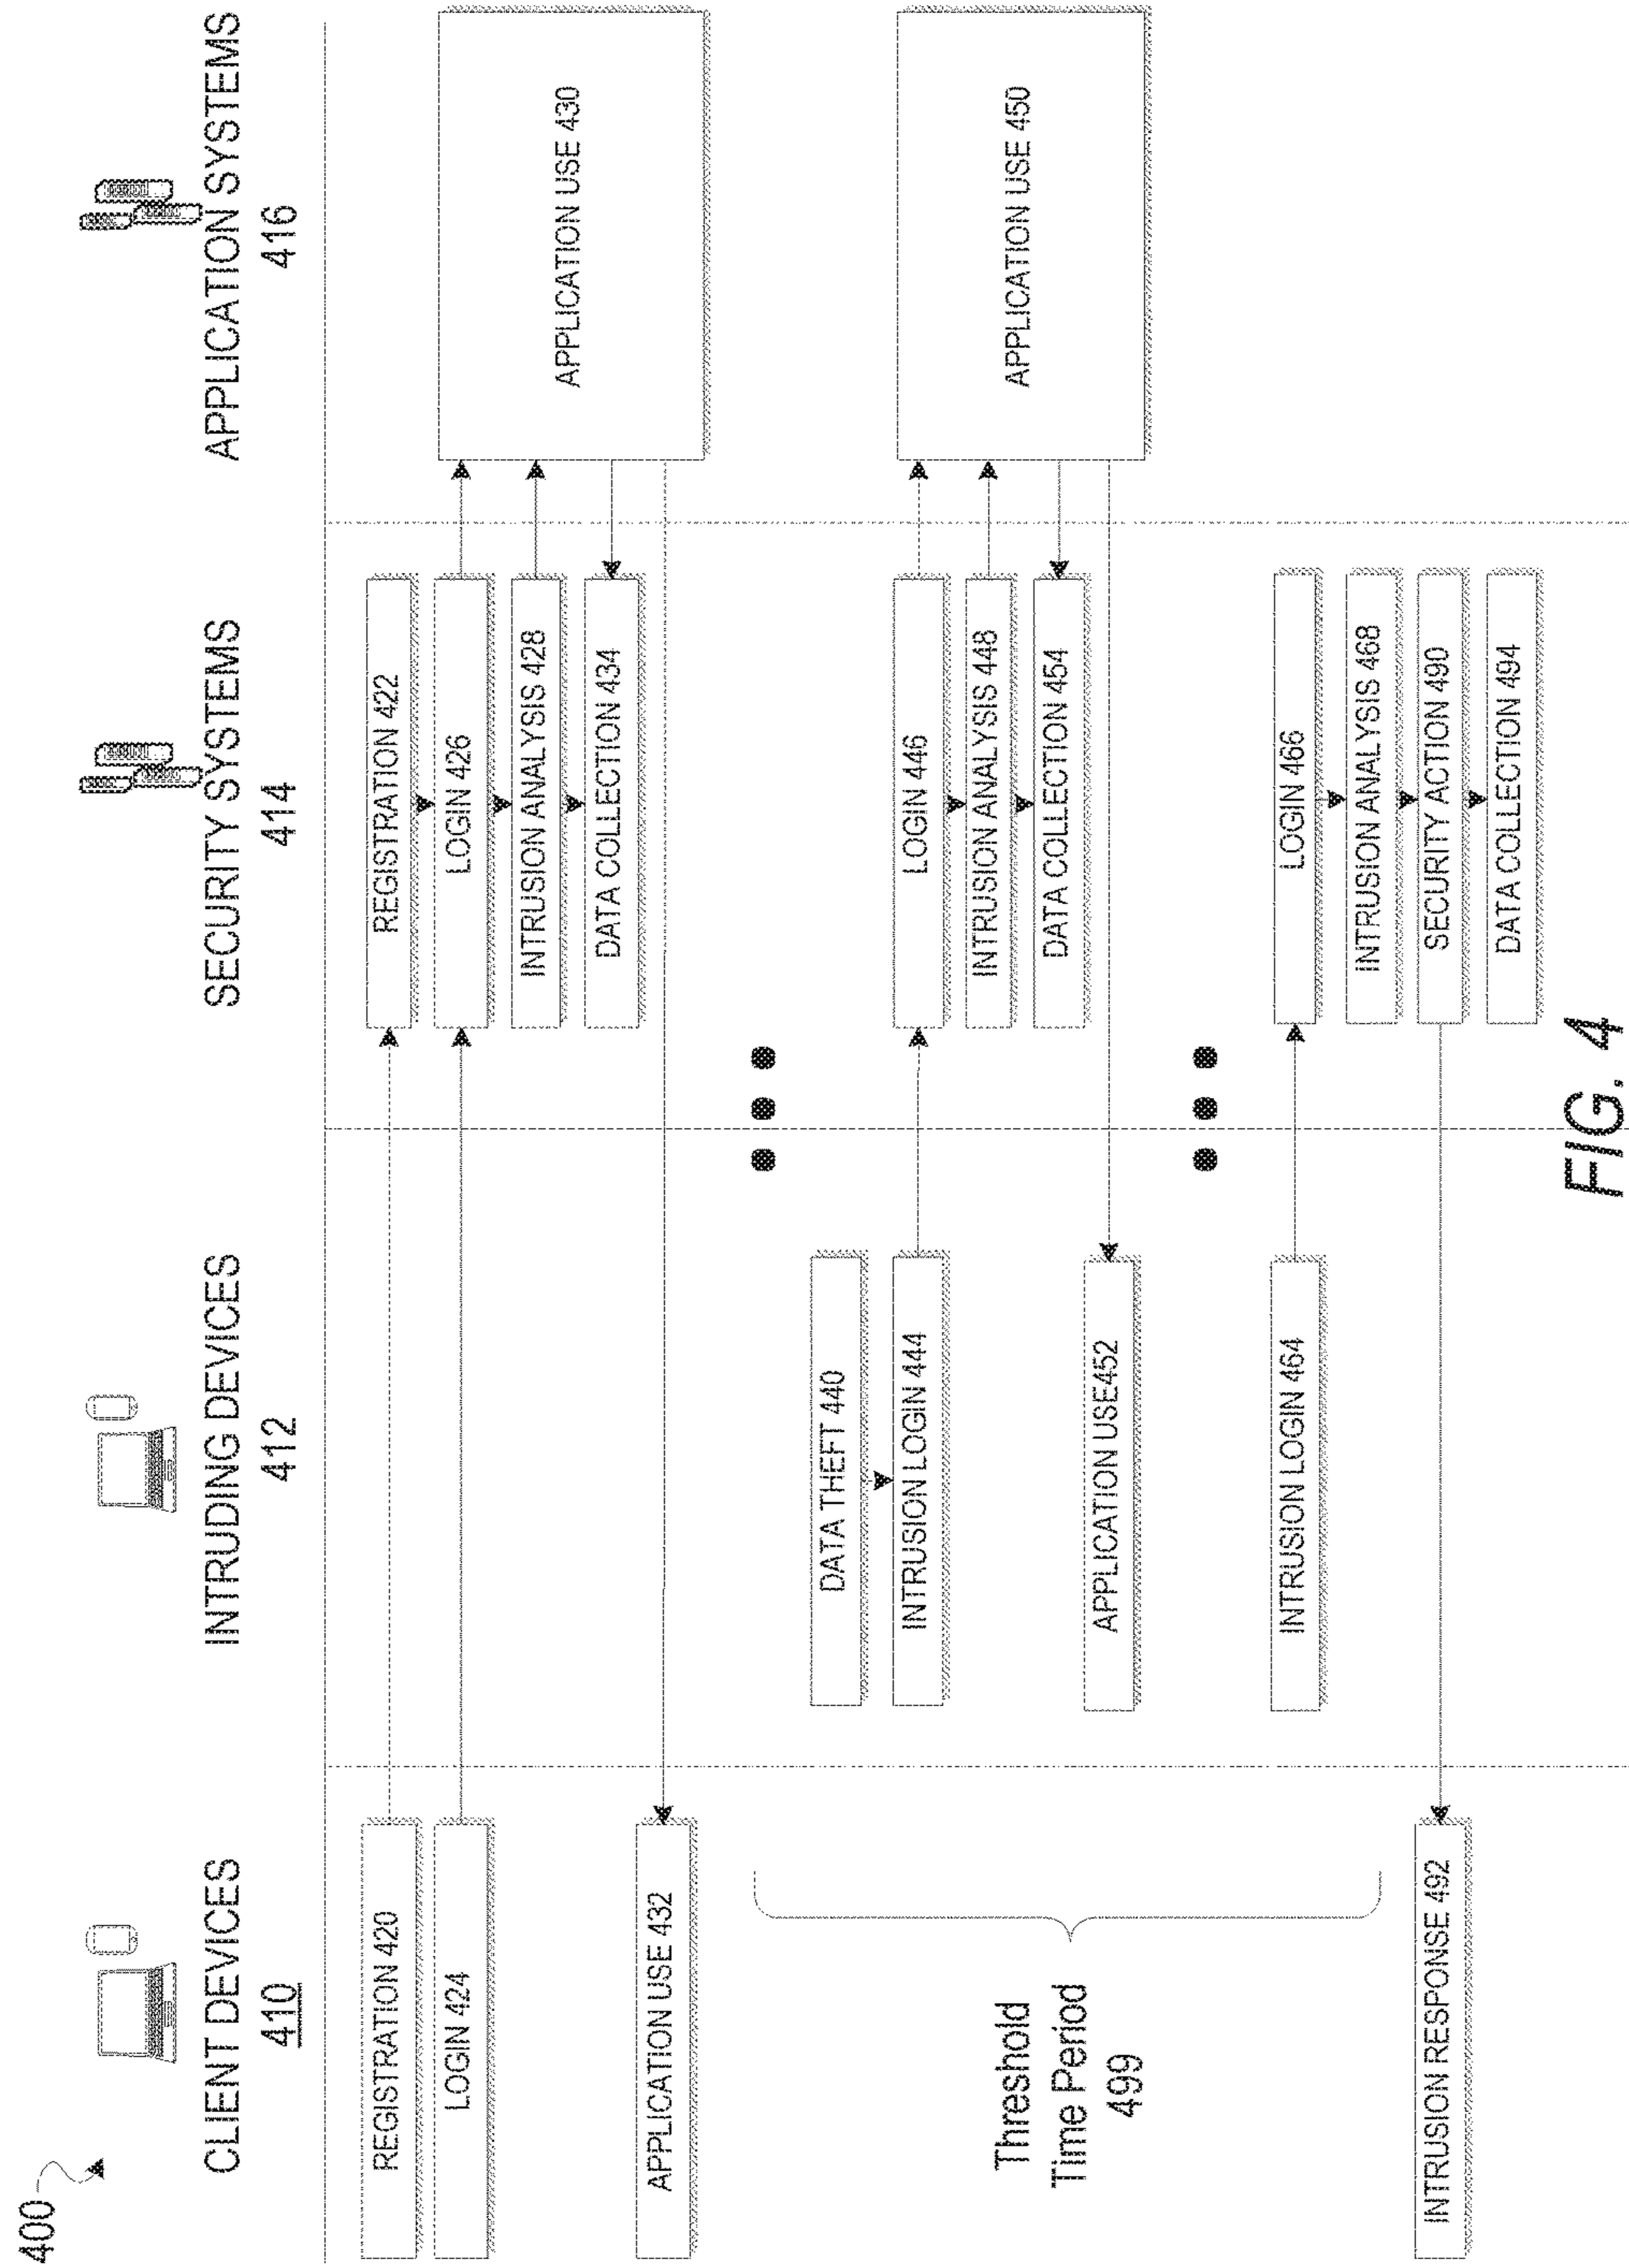 400
CLIENT DEVICES
410
INTRUDING DEVICES
412
SECURITY SYSTEMS
414
APPLICATION SYSTEMS
416
REGISTRATION 420
REGISTRATION 422
LOGIN 424
LOGIN 426
INTRUSION ANALYSIS 428
APPLICATION USE 430
DATA COLLECTION 434
APPLICATION USE 432
DATA THEFT 440
INTRUSION LOGIN 444
LOGIN 446
INTRUSION ANALYSIS 448
APPLICATION USE 450
DATA COLLECTION 454
APPLICATION USE452
Threshold
Time Period
499
INTRUSION LOGIN 464
LOGIN 466
INTRUSION ANALYSIS 468
SECURITY ACTION 490
INTRUSION RESPONSE 492
DATA COLLECTION 494
FIG. 4